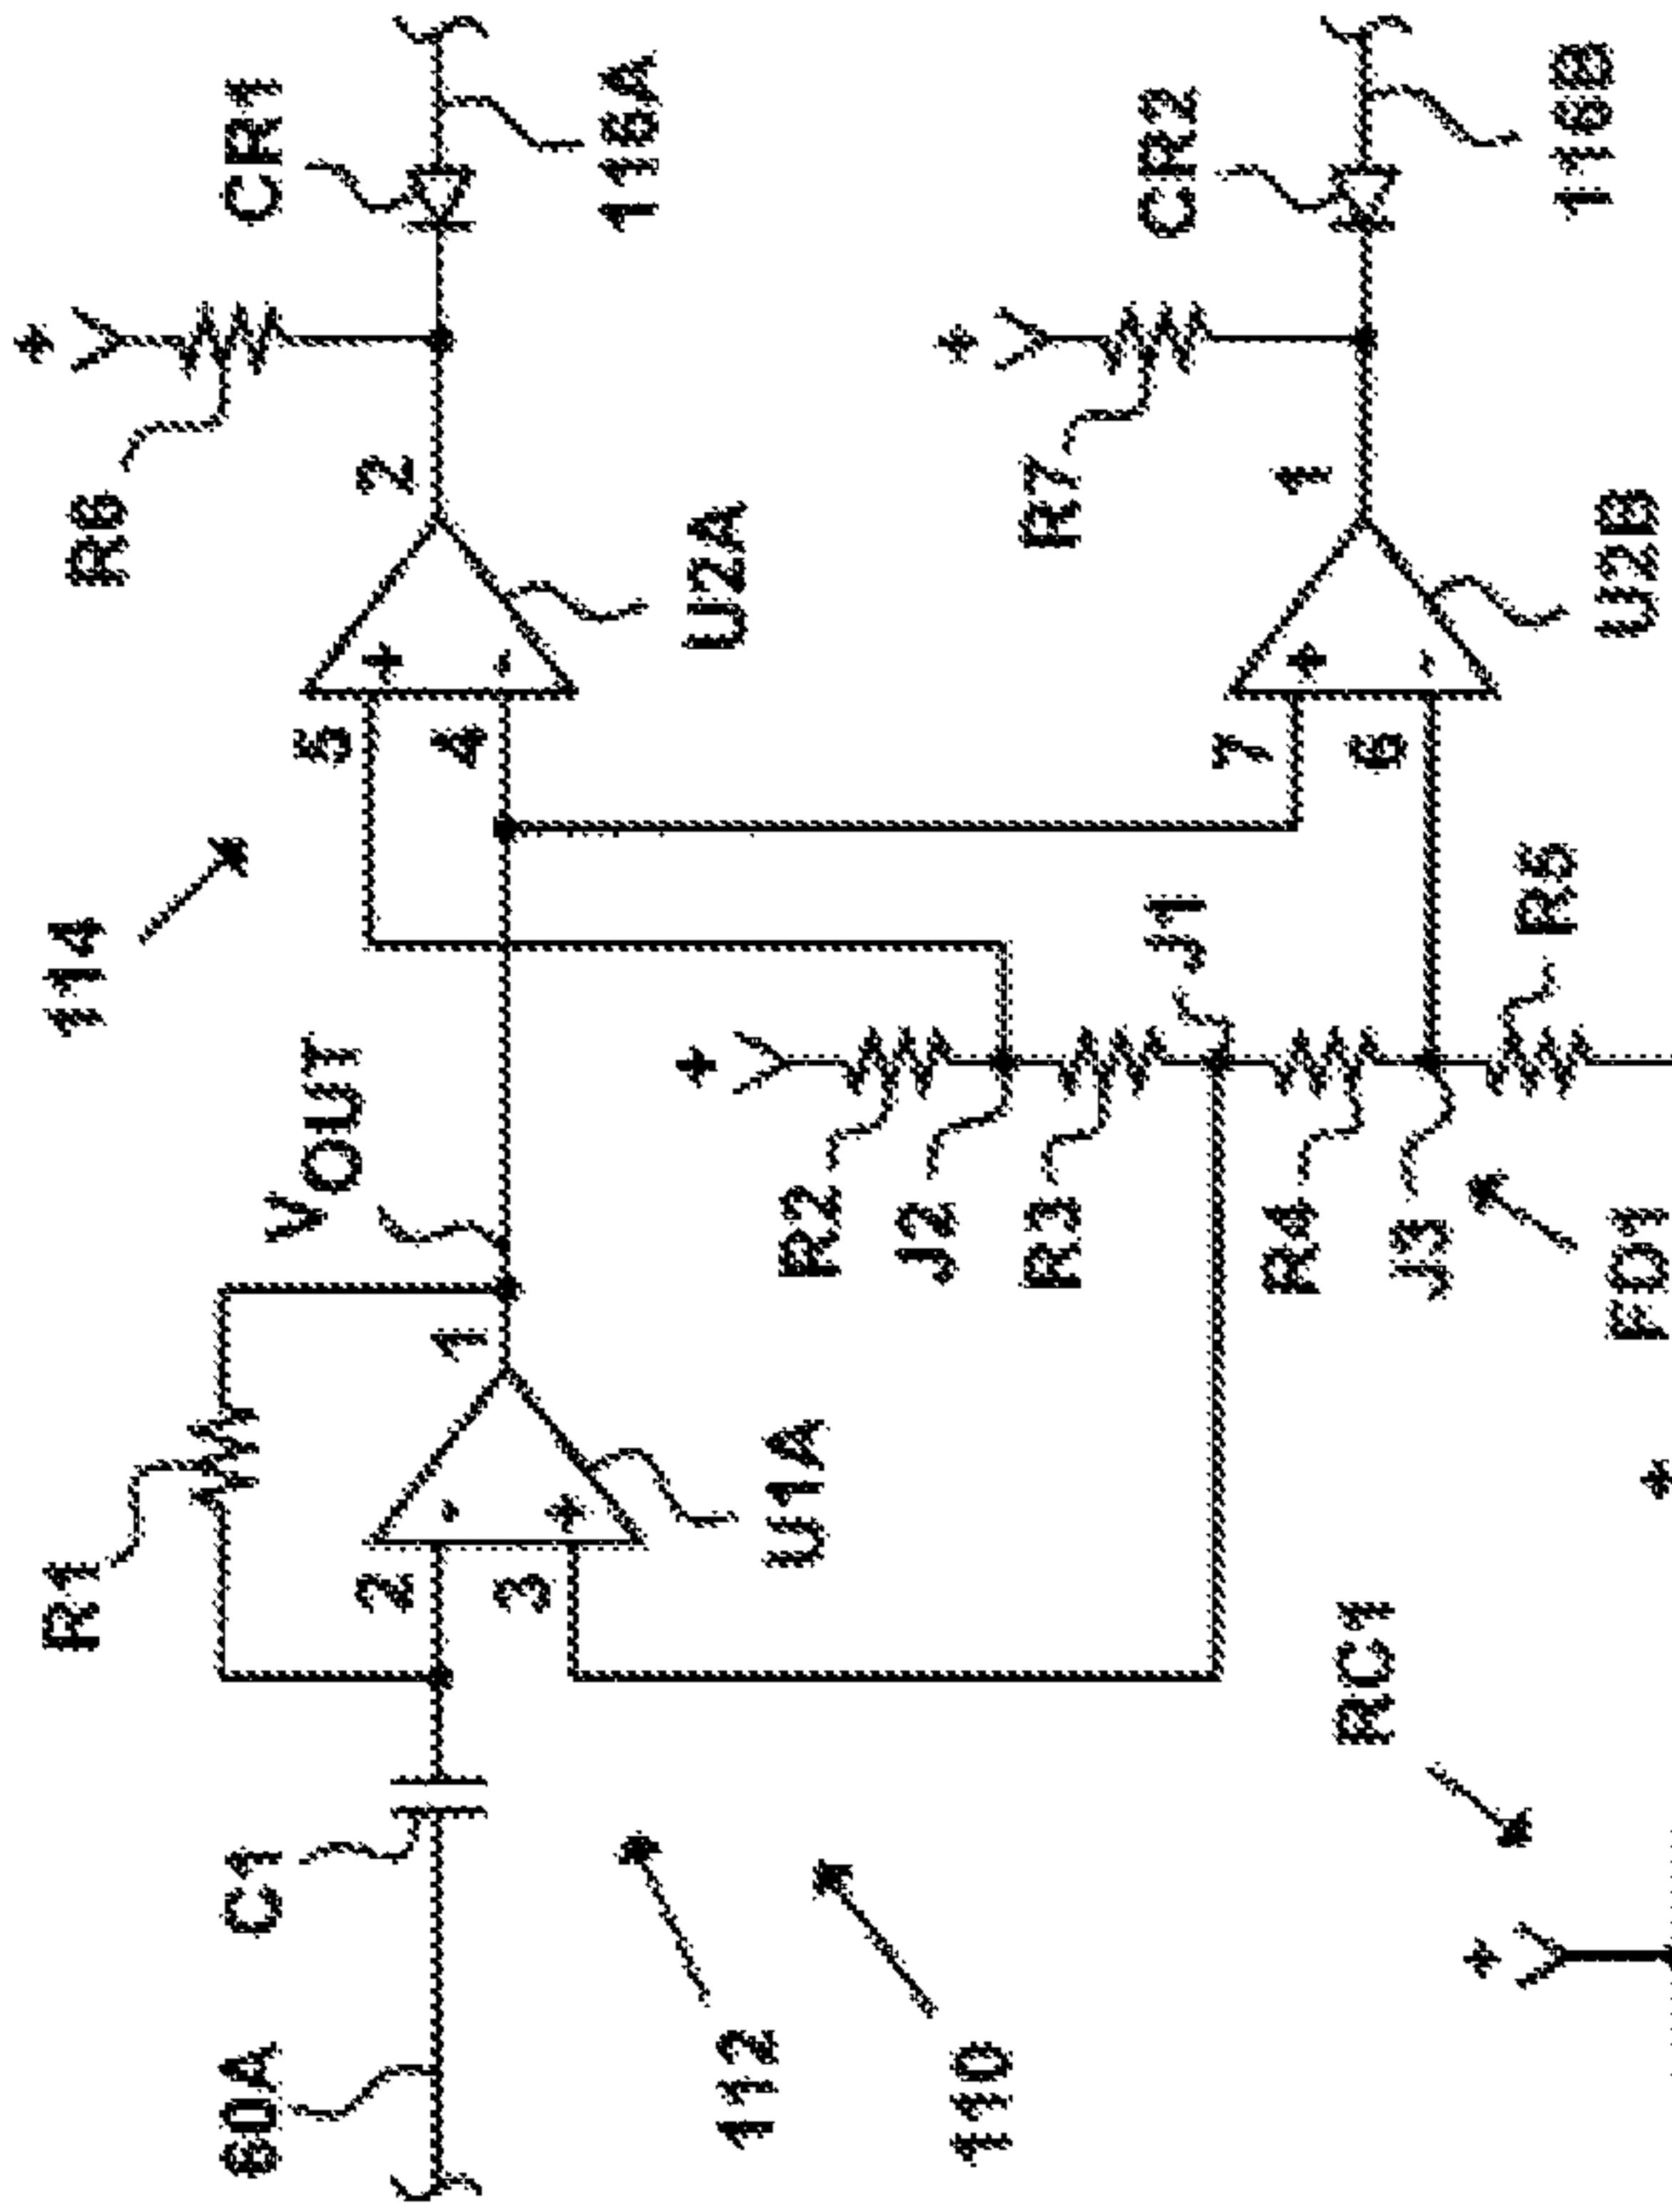 114
R6
+
CR1
116A
R1
VOUT
5
+
2
4
-
U2A
C1
2
-
1
3
+
U1A
60A
112
110
R2
+
J2
R3
J1
R4
J3
R5
FD1
R7
+
CR2
7
+
1
6
-
U2B
116B
RC1
+
+